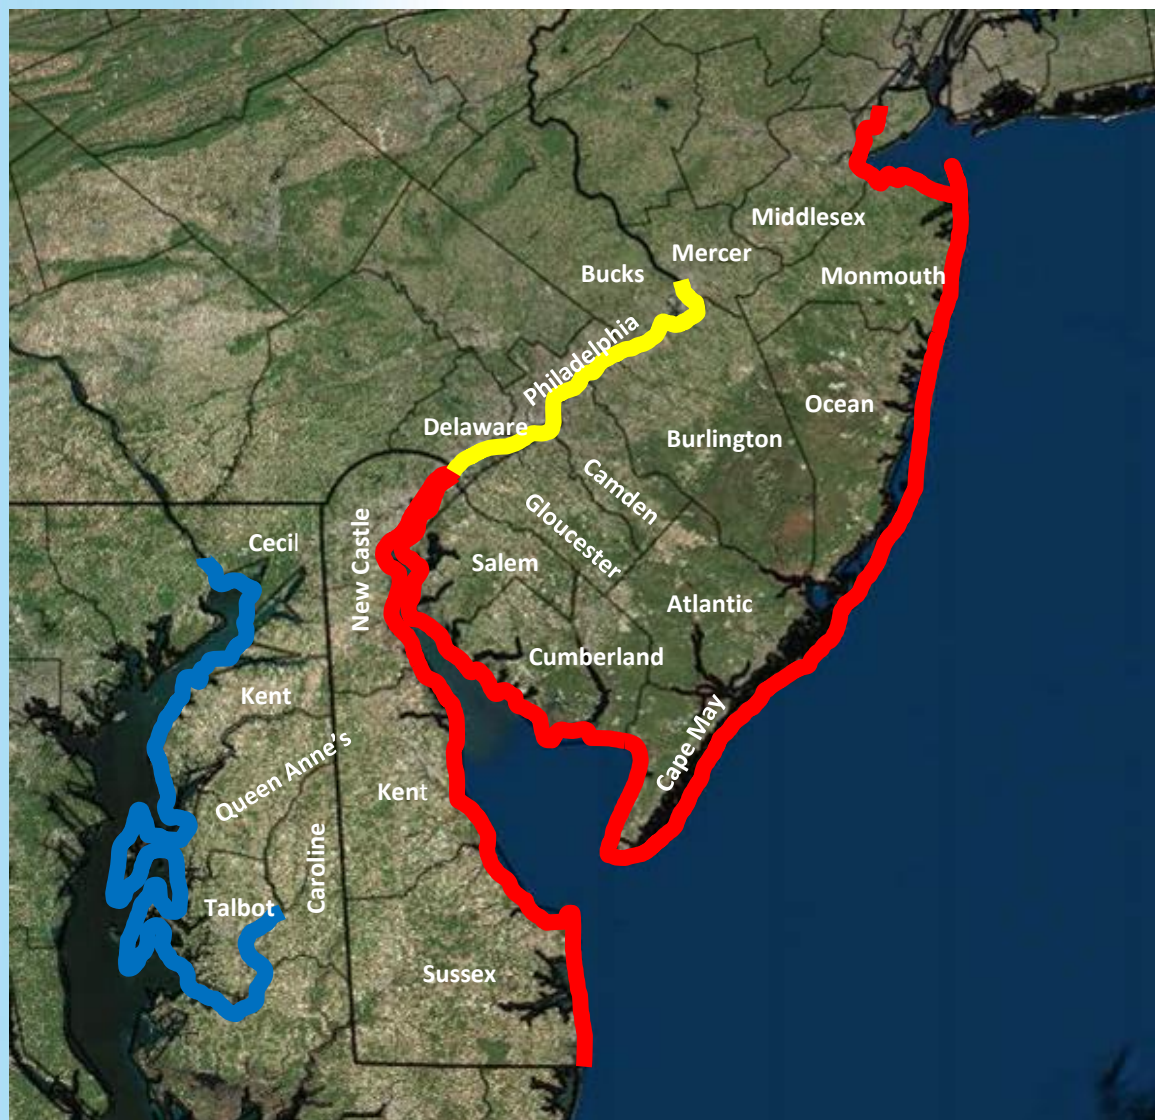 Middlesex
Mercer
Bucks
Monmouth
Philadelphia
Ocean
Delaware
Burlington
Camden
Gloucester
Cecil
New Castle
Salem
Atlantic
Cumberland
Kent
Cape May
Queen Anne's
Kent
Caroline
Talbot
Sussex